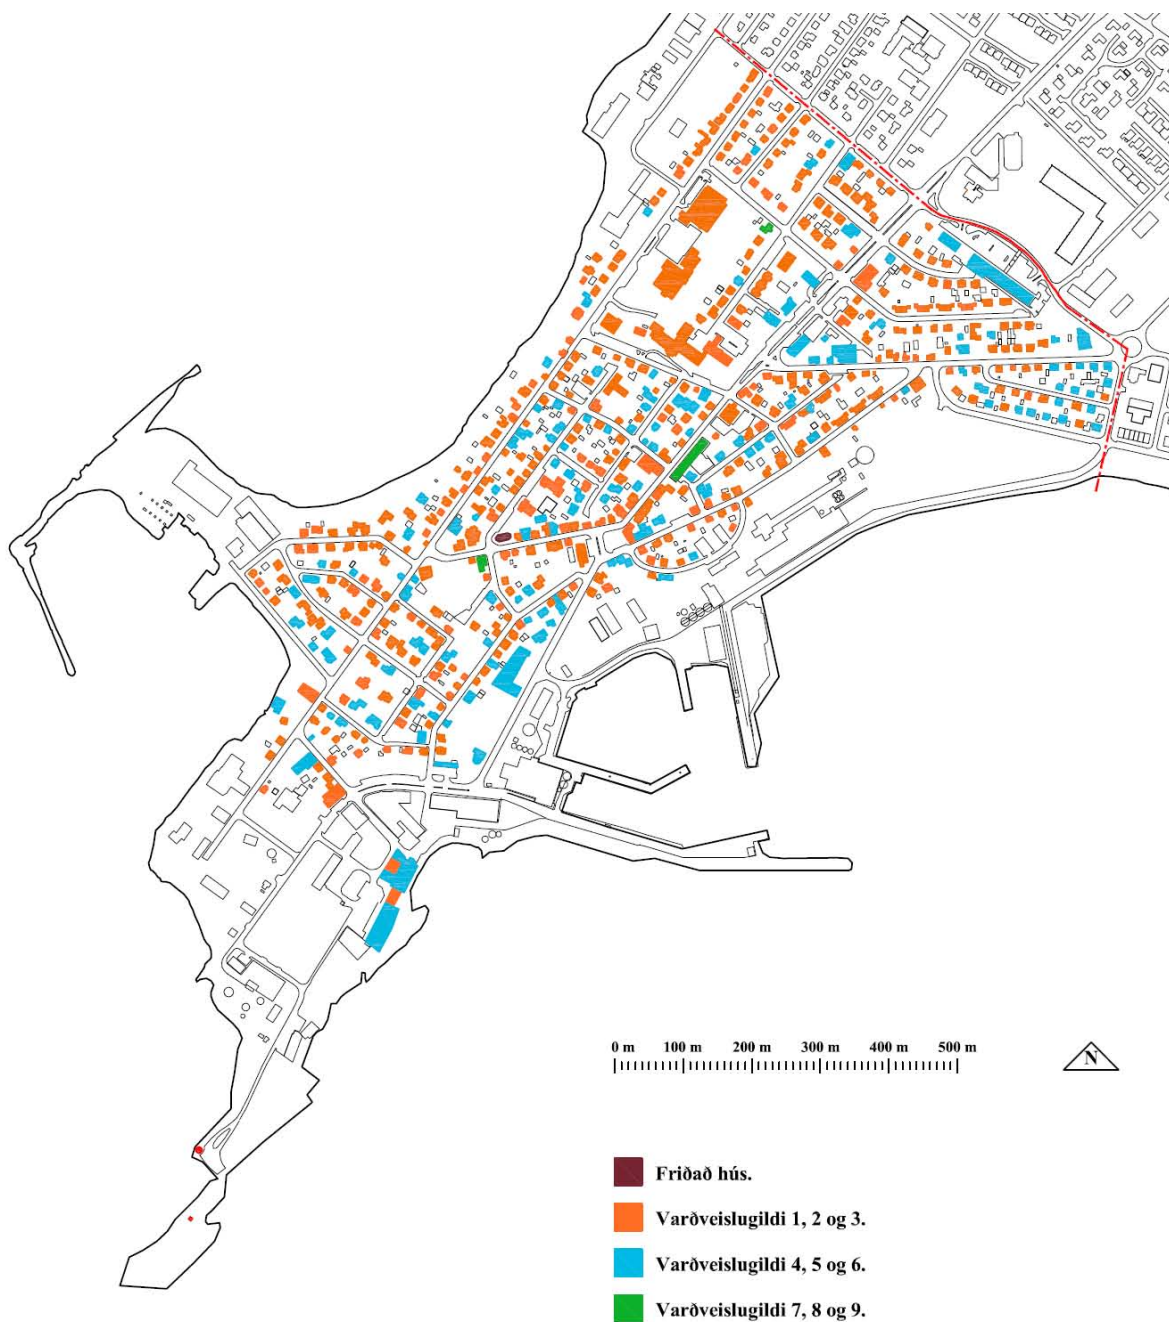 0 m 100 m 200 m 300 m 400 m 500 m
N
Friðað hús.
Varðveislugildi 1, 2 og 3.
Varðveislugildi 4, 5 og 6.
Varðveislugildi 7, 8 og 9.